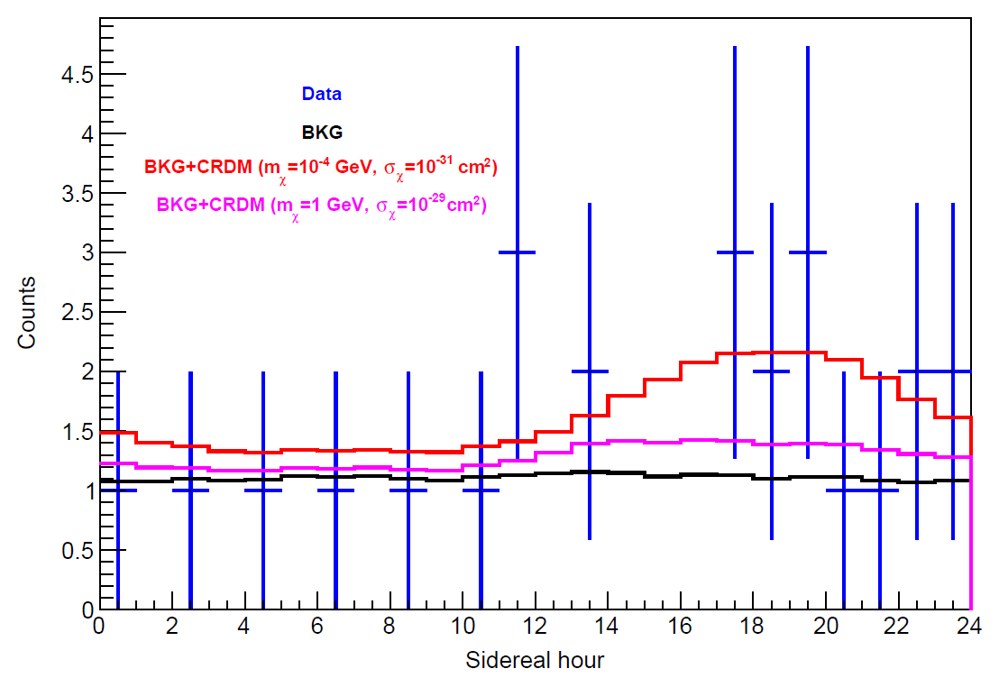 4.5
Data
4
BKG
BKG+CRDM (mχ=10⁻⁴ GeV, σχ=10⁻³¹ cm²)
3.5
BKG+CRDM (mχ=1 GeV, σχ=10⁻²⁹cm²)
3
Counts
2.5
2
1.5
1
0.5
0
0 2 4 6 8 10 12 14 16 18 20 22 24
Sidereal hour